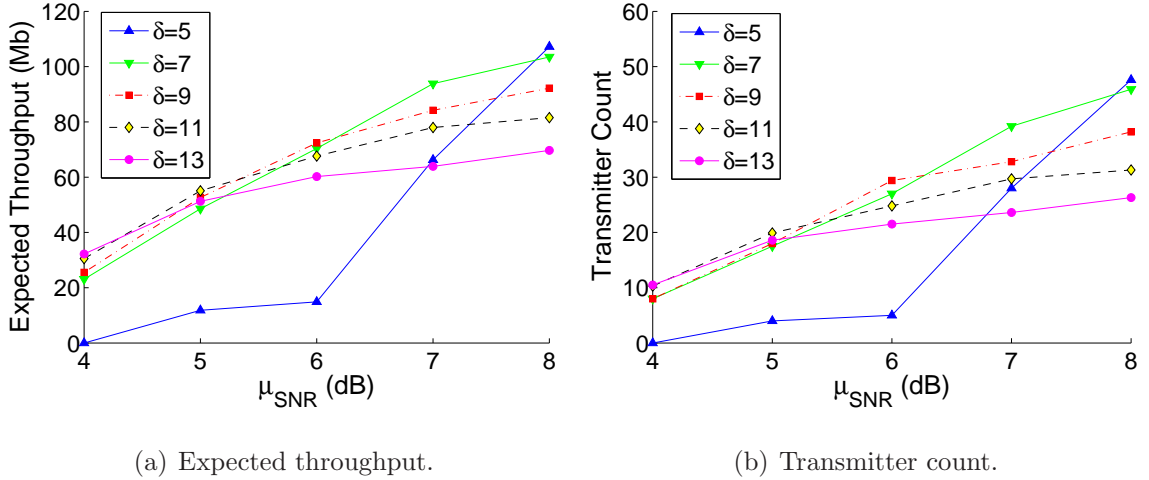 Expected Throughput (Mb)
120
100
80
60
40
20
0
δ=5
δ=7
δ=9
δ=11
δ=13
4 5 6 7 8
μSNR (dB)
(a) Expected throughput.
Transmitter Count
60
50
40
30
20
10
0
δ=5
δ=7
δ=9
δ=11
δ=13
4 5 6 7 8
μSNR (dB)
(b) Transmitter count.